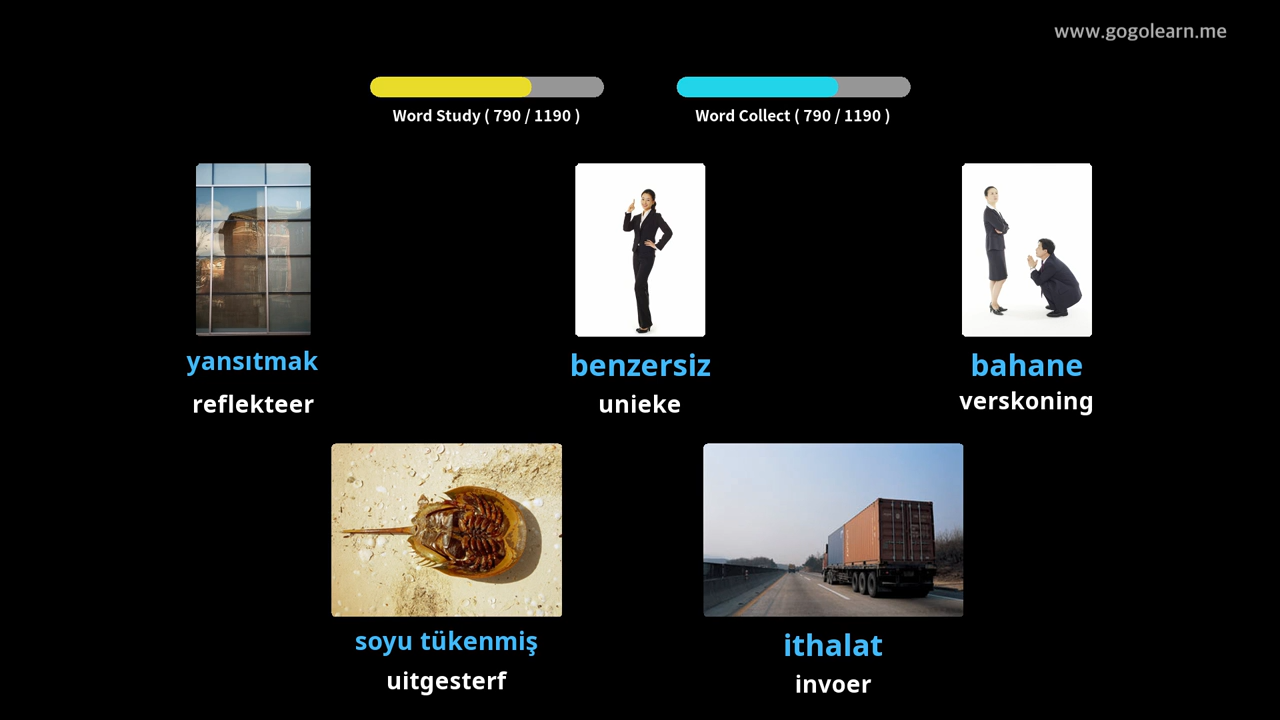 www.gogolearn.me
Word Study ( 790 / 1190 )
Word Collect ( 790 / 1190 )
yansıtmak
reflekteer
benzersiz
unieke
bahane
verskoning
soyu tükenmiş
uitgesterf
ithalat
invoer